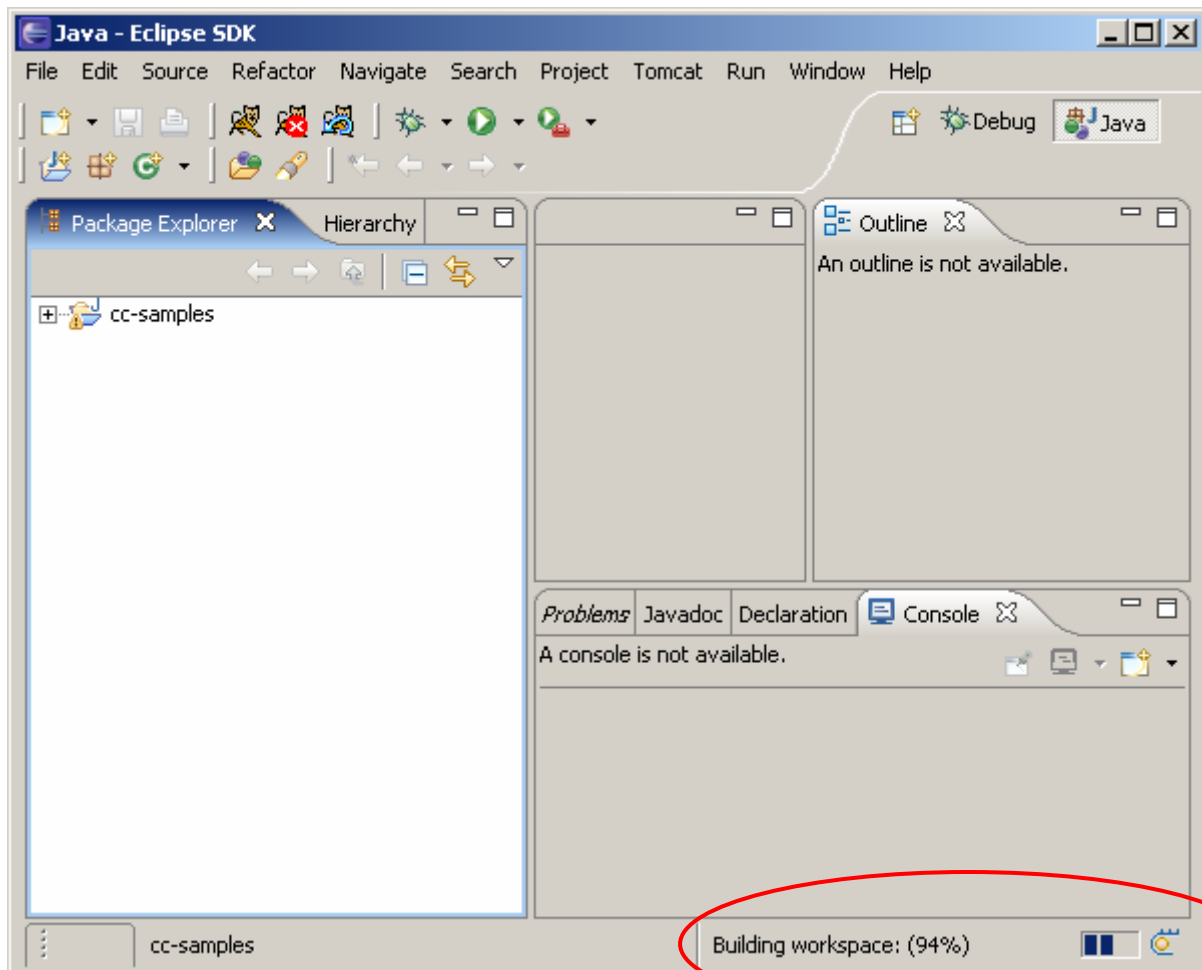 Java - Eclipse SDK
File Edit Source Refactor Navigate Search Project Tomcat Run Window Help
Debug Java
Package Explorer Hierarchy Outline
An outline is not available.
cc-samples
Problems Javadoc Declaration Console
A console is not available.
cc-samples Building workspace: (94%)